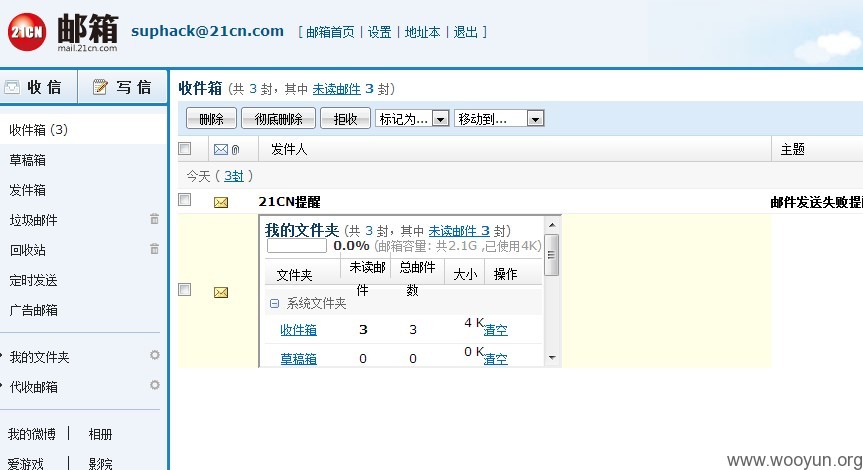 21CN 邮箱 mail.21cn.com
suphack@21cn.com [ 邮箱首页 | 设置 | 地址本 | 退出 ]
收信 写信
收件箱 (3)
草稿箱
发件箱
垃圾邮件
回收站
定时发送
广告邮箱
我的文件夹
代收邮箱
我的微博 | 相册
爱游戏 影院
收件箱 (共 3 封，其中 未读邮件 3 封)
删除 彻底删除 拒收 标记为... 移动到...
发件人 主题
今天 ( 3封 )
21CN提醒 邮件发送失败提
我的文件夹 (共 3 封，其中 未读邮件 3 封)
0.0% (邮箱容量: 共2.1G ,已使用4K)
文件夹 未读邮件 总邮件数 大小 操作
系统文件夹
收件箱 3 3 4 K 清空
草稿箱 0 0 0 K 清空
www.wooyun.org